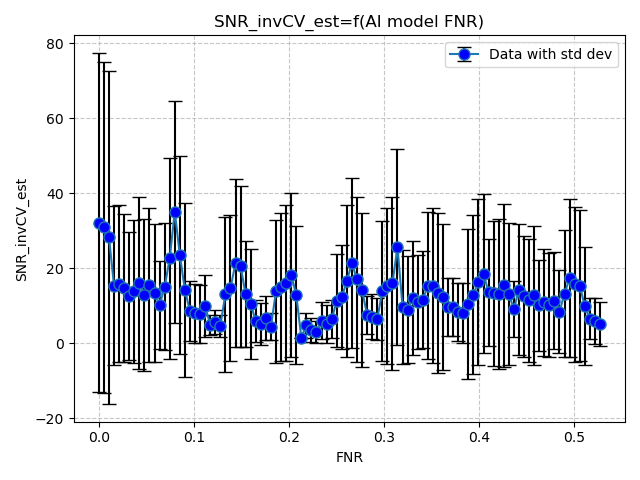 SNR_invCV_est=f(AI model FNR)
Data with std dev
SNR_invCV_est
80
60
40
20
0
−20
0.0 0.1 0.2 0.3 0.4 0.5
FNR